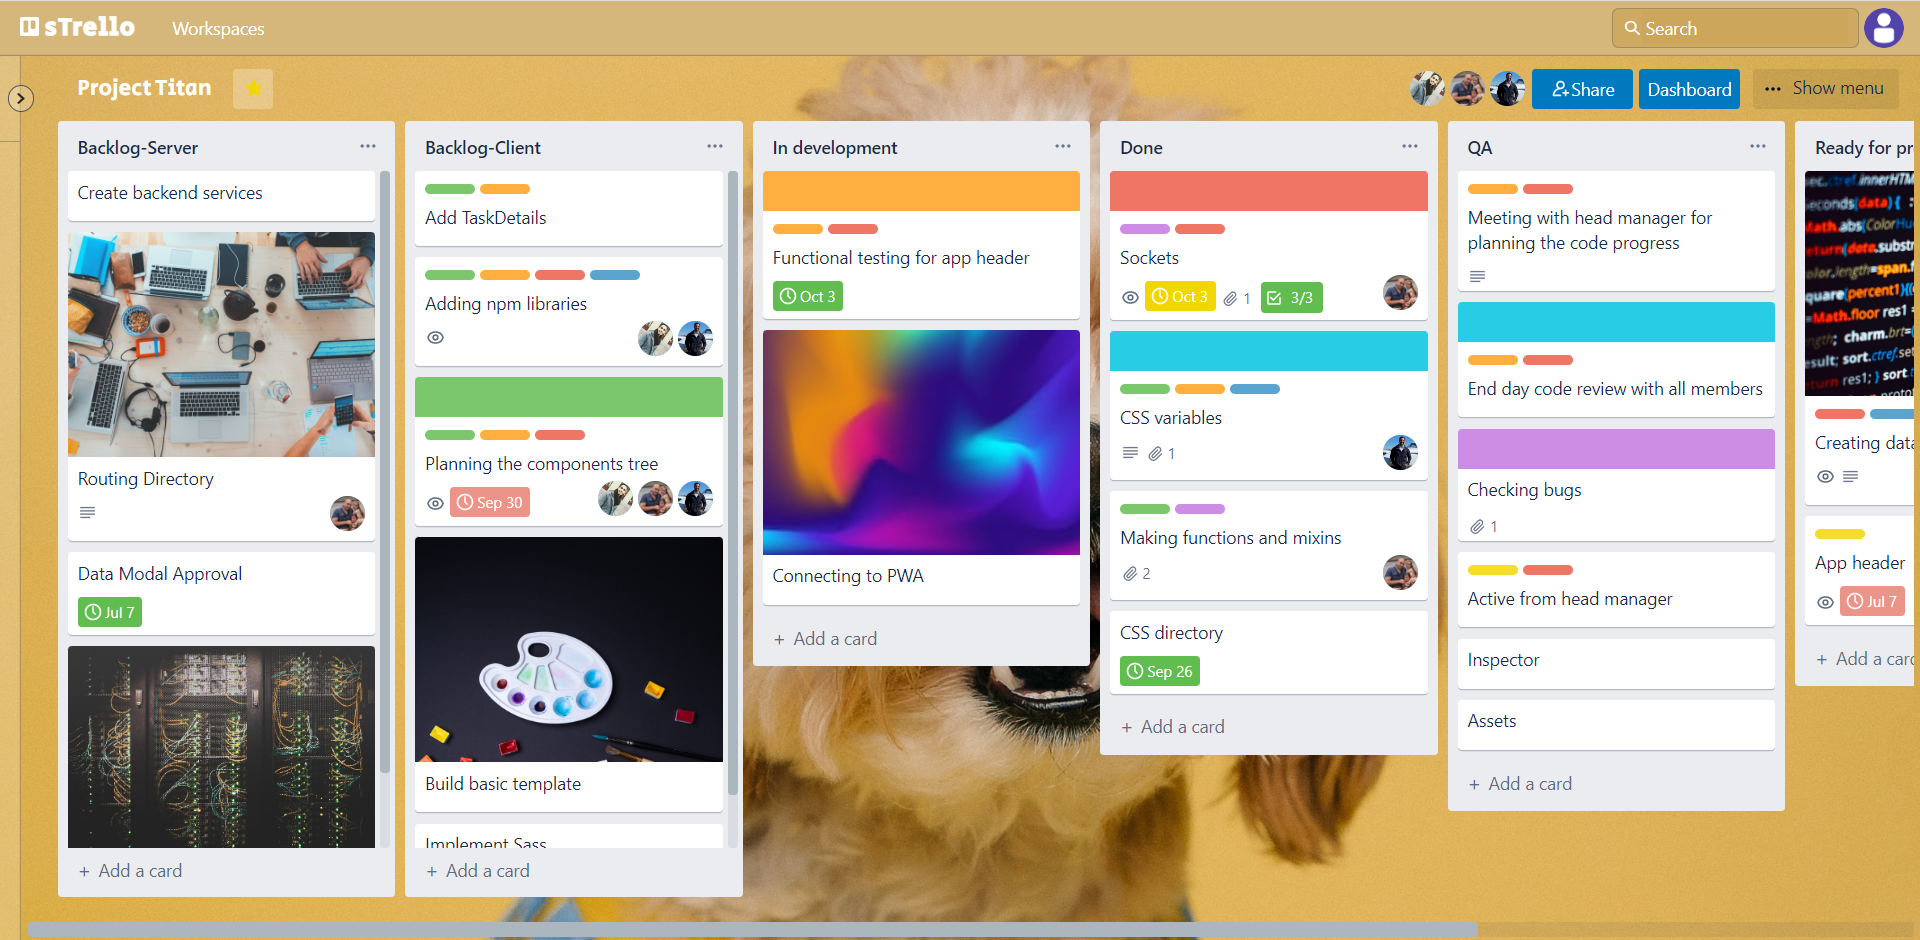 sTrello
Workspaces
Search
Project Titan
Share
Dashboard
Show menu
Backlog-Server
Create backend services
Routing Directory
Data Modal Approval
Jul 7
+ Add a card
Backlog-Client
Add TaskDetails
Adding npm libraries
Planning the components tree
Sep 30
Build basic template
Implement Sass
+ Add a card
In development
Functional testing for app header
Oct 3
Connecting to PWA
+ Add a card
Done
Sockets
Oct 3 1 3/3
CSS variables
1
Making functions and mixins
2
CSS directory
Sep 26
+ Add a card
QA
Meeting with head manager for
planning the code progress
End day code review with all members
Checking bugs
1
Active from head manager
Inspector
Assets
+ Add a card
Ready for pr
Creating data
App header
Jul 7
+ Add a card